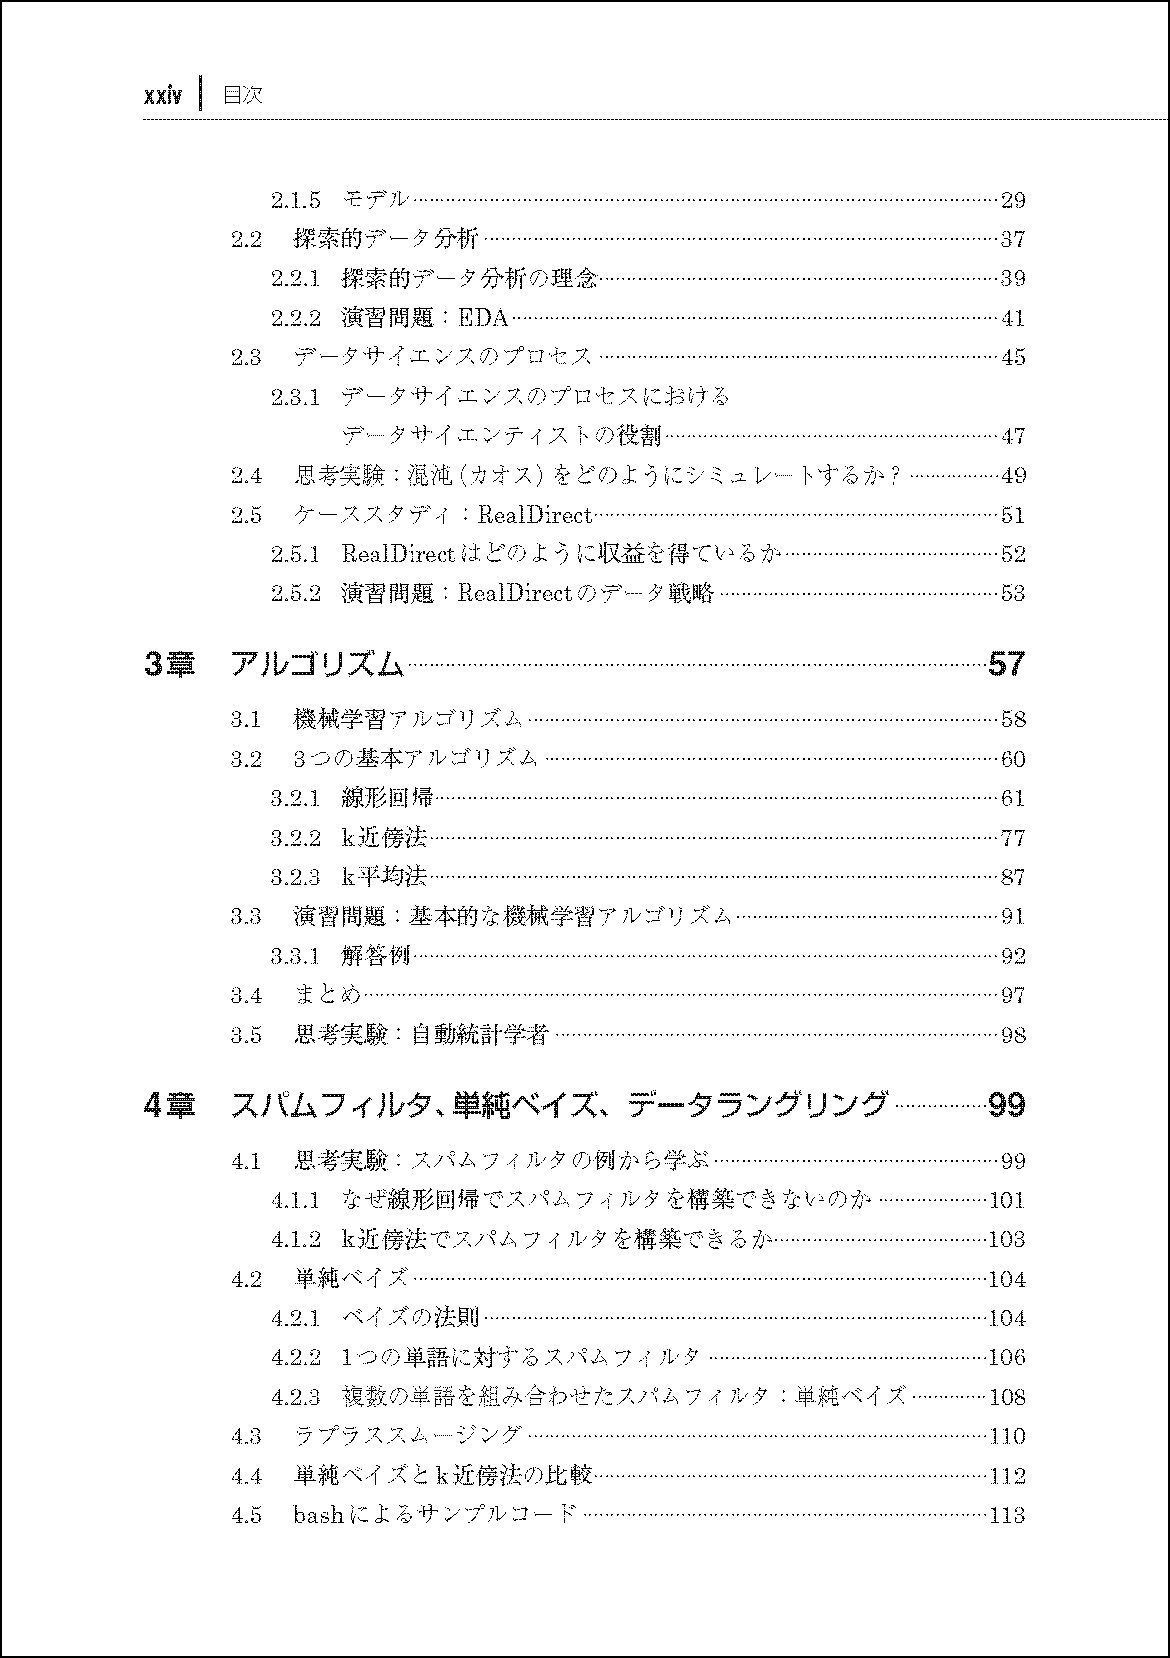 xxiv 目次
2.1.5 モデル 29
2.2 探索的データ分析 37
2.2.1 探索的データ分析の理念 39
2.2.2 演習問題：EDA 41
2.3 データサイエンスのプロセス 45
2.3.1 データサイエンスのプロセスにおける
データサイエンティストの役割 47
2.4 思考実験：混沌（カオス）をどのようにシミュレートするか？ 49
2.5 ケーススタディ：RealDirect 51
2.5.1 RealDirectはどのように収益を得ているか 52
2.5.2 演習問題：RealDirectのデータ戦略 53
3章 アルゴリズム 57
3.1 機械学習アルゴリズム 58
3.2 3つの基本アルゴリズム 60
3.2.1 線形回帰 61
3.2.2 k近傍法 77
3.2.3 k平均法 87
3.3 演習問題：基本的な機械学習アルゴリズム 91
3.3.1 解答例 92
3.4 まとめ 97
3.5 思考実験：自動統計学者 98
4章 スパムフィルタ、単純ベイズ、データラングリング 99
4.1 思考実験：スパムフィルタの例から学ぶ 99
4.1.1 なぜ線形回帰でスパムフィルタを構築できないのか 101
4.1.2 k近傍法でスパムフィルタを構築できるか 103
4.2 単純ベイズ 104
4.2.1 ベイズの法則 104
4.2.2 1つの単語に対するスパムフィルタ 106
4.2.3 複数の単語を組み合わせたスパムフィルタ：単純ベイズ 108
4.3 ラプラススムージング 110
4.4 単純ベイズとk近傍法の比較 112
4.5 bashによるサンプルコード 113